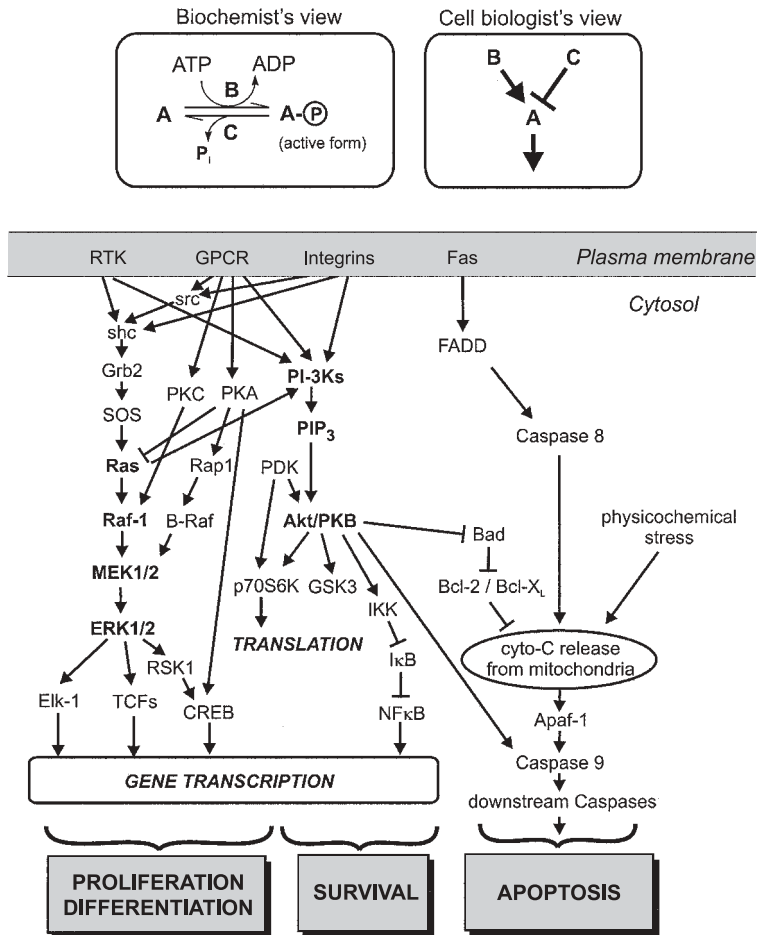 Biochemist's view
Cell biologist's view
ATP
ADP
B
A
A-P
C
(active form)
Pi
B
C
A
RTK
GPCR
Integrins
Fas
Plasma membrane
src
Cytosol
shc
FADD
Grb2
PI-3Ks
PKC
PKA
SOS
PIP3
Caspase 8
Ras
Rap1
PDK
Raf-1
B-Raf
Akt/PKB
Bad
physicochemical
stress
MEK1/2
p70S6K
GSK3
Bcl-2 / Bcl-XL
IKK
ERK1/2
TRANSLATION
cyto-C release
from mitochondria
RSK1
IκB
Elk-1
TCFs
CREB
NFκB
Apaf-1
Caspase 9
GENE TRANSCRIPTION
downstream Caspases
PROLIFERATION
DIFFERENTIATION
SURVIVAL
APOPTOSIS